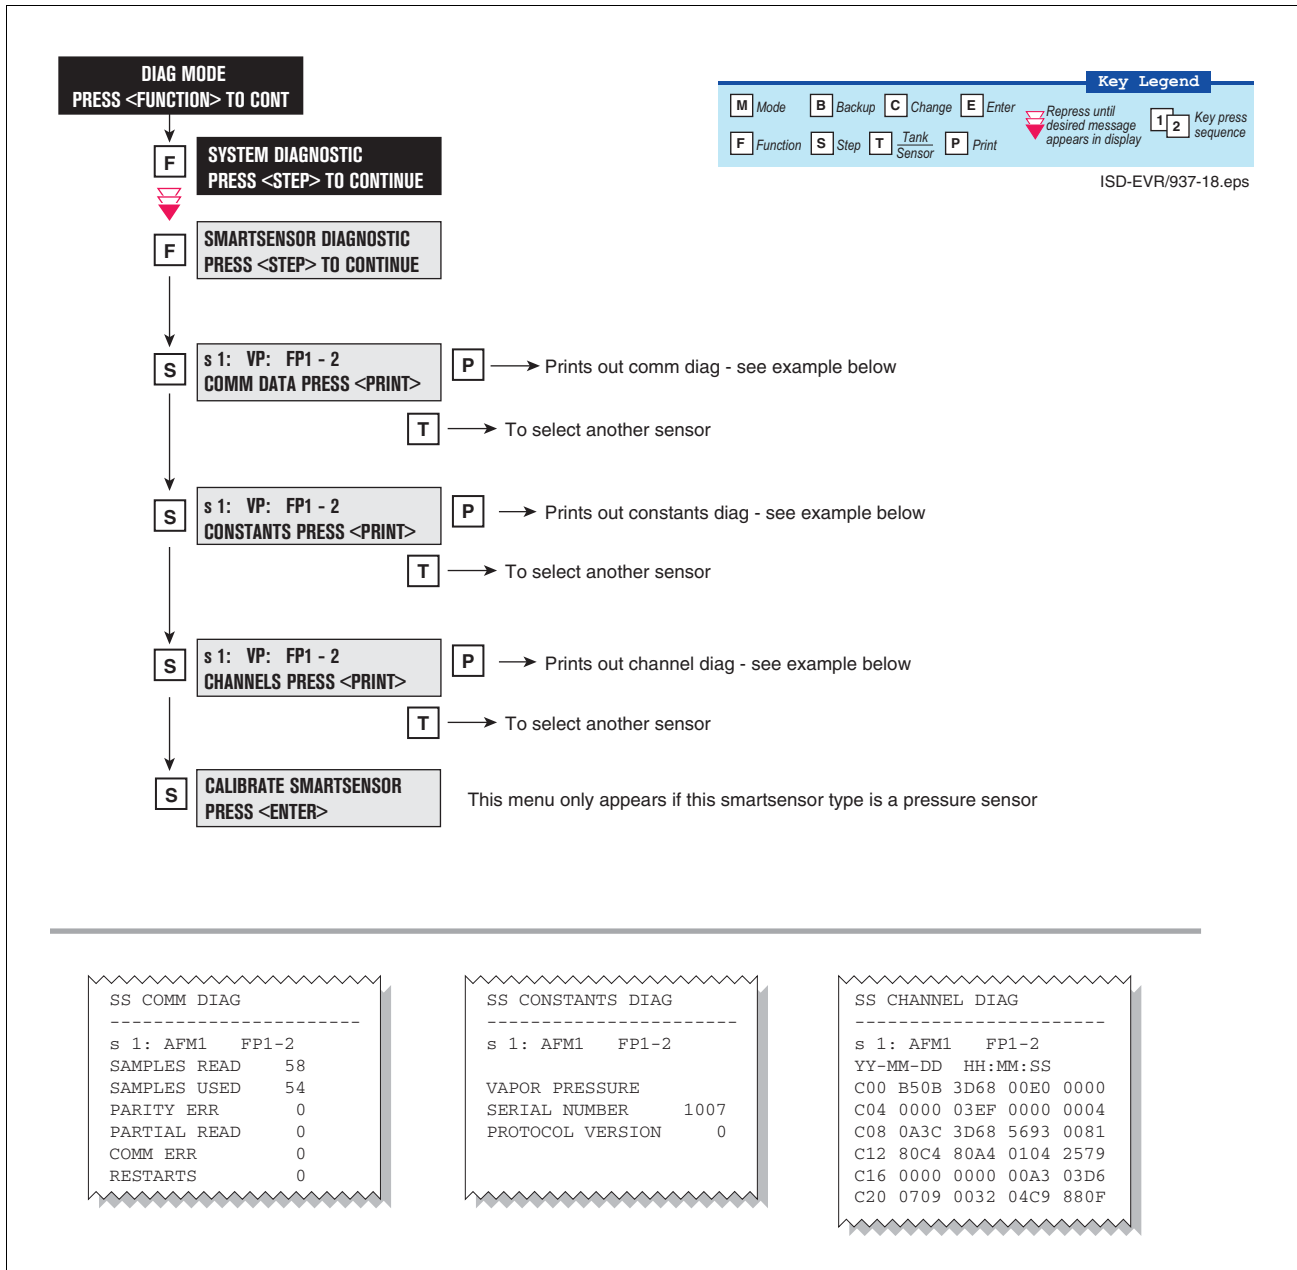 DIAG MODE
PRESS <FUNCTION> TO CONT
Key Legend
M Mode B Backup C Change E Enter
Repress until
desired message
appears in display
1 2 Key press
sequence
F Function S Step T Tank
Sensor
P Print
ISD-EVR/937-18.eps
F
SYSTEM DIAGNOSTIC
PRESS <STEP> TO CONTINUE
F
SMARTSENSOR DIAGNOSTIC
PRESS <STEP> TO CONTINUE
S
s 1: VP: FP1 - 2
COMM DATA PRESS <PRINT>
P Prints out comm diag - see example below
T To select another sensor
S
s 1: VP: FP1 - 2
CONSTANTS PRESS <PRINT>
P Prints out constants diag - see example below
T To select another sensor
S
s 1: VP: FP1 - 2
CHANNELS PRESS <PRINT>
P Prints out channel diag - see example below
T To select another sensor
S
CALIBRATE SMARTSENSOR
PRESS <ENTER>
This menu only appears if this smartsensor type is a pressure sensor
SS COMM DIAG
-----------------------
s 1: AFM1 FP1-2
SAMPLES READ 58
SAMPLES USED 54
PARITY ERR 0
PARTIAL READ 0
COMM ERR 0
RESTARTS 0
SS CONSTANTS DIAG
-----------------------
s 1: AFM1 FP1-2
VAPOR PRESSURE
SERIAL NUMBER 1007
PROTOCOL VERSION 0
SS CHANNEL DIAG
-----------------------
s 1: AFM1 FP1-2
YY-MM-DD HH:MM:SS
C00 B50B 3D68 00E0 0000
C04 0000 03EF 0000 0004
C08 0A3C 3D68 5693 0081
C12 80C4 80A4 0104 2579
C16 0000 0000 00A3 03D6
C20 0709 0032 04C9 880F